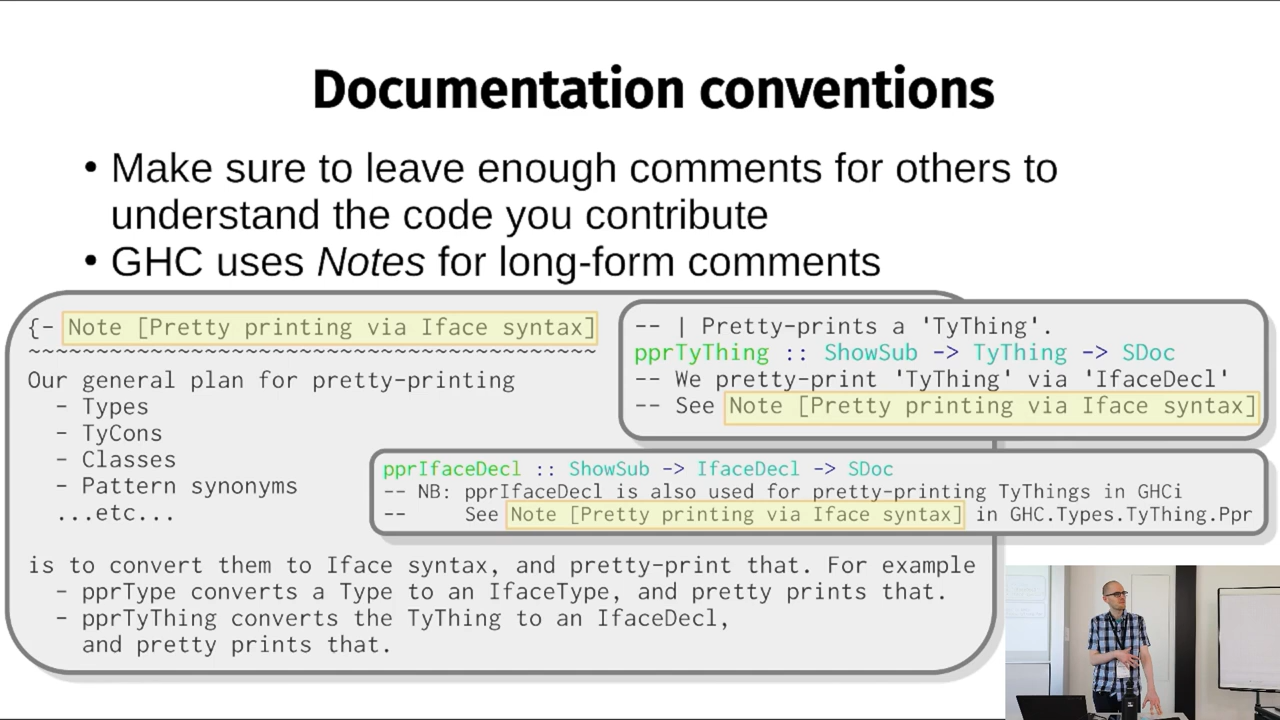 Documentation conventions
• Make sure to leave enough comments for others to
understand the code you contribute
• GHC uses Notes for long-form comments
{- Note [Pretty printing via Iface syntax]
~~~~~~~~~~~~~~~~~~~~~~~~~~~~~~~~~~~~~~~~~~
Our general plan for pretty-printing
- Types
- TyCons
- Classes
- Pattern synonyms
...etc...
is to convert them to Iface syntax, and pretty-print that. For example
- pprType converts a Type to an IfaceType, and pretty prints that.
- pprTyThing converts the TyThing to an IfaceDecl,
and pretty prints that.
-- | Pretty-prints a 'TyThing'.
pprTyThing :: ShowSub -> TyThing -> SDoc
-- We pretty-print 'TyThing' via 'IfaceDecl'
-- See Note [Pretty printing via Iface syntax]
pprIfaceDecl :: ShowSub -> IfaceDecl -> SDoc
-- NB: pprIfaceDecl is also used for pretty-printing TyThings in GHCi
-- See Note [Pretty printing via Iface syntax] in GHC.Types.TyThing.Ppr